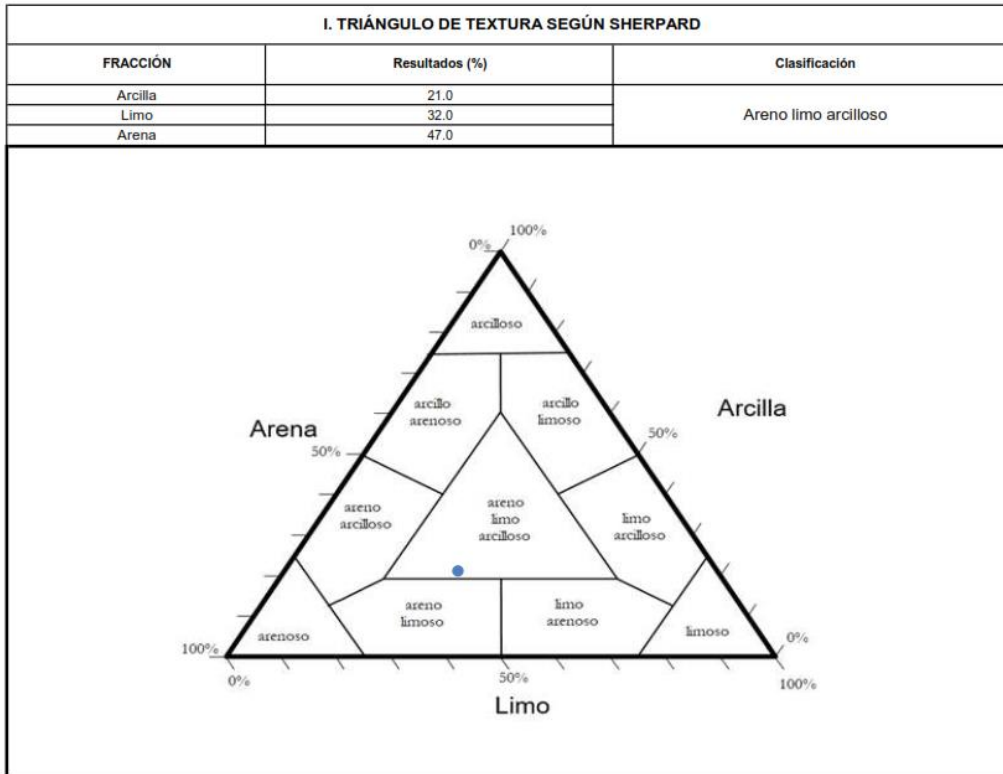 I. TRIÁNGULO DE TEXTURA SEGÚN SHERPARD
FRACCIÓN Resultados (%) Clasificación
Arcilla 21.0
Limo 32.0
Arena 47.0
Areno limo arcilloso
0% 100%
arcilloso
arcillo
arenoso
arcillo
limoso
Arena
Arcilla
50%
50%
areno
arcilloso
areno
limo
arcilloso
limo
arcilloso
areno
limoso
limo
arenoso
arenoso
limoso
100%
0%
0%
50%
100%
Limo